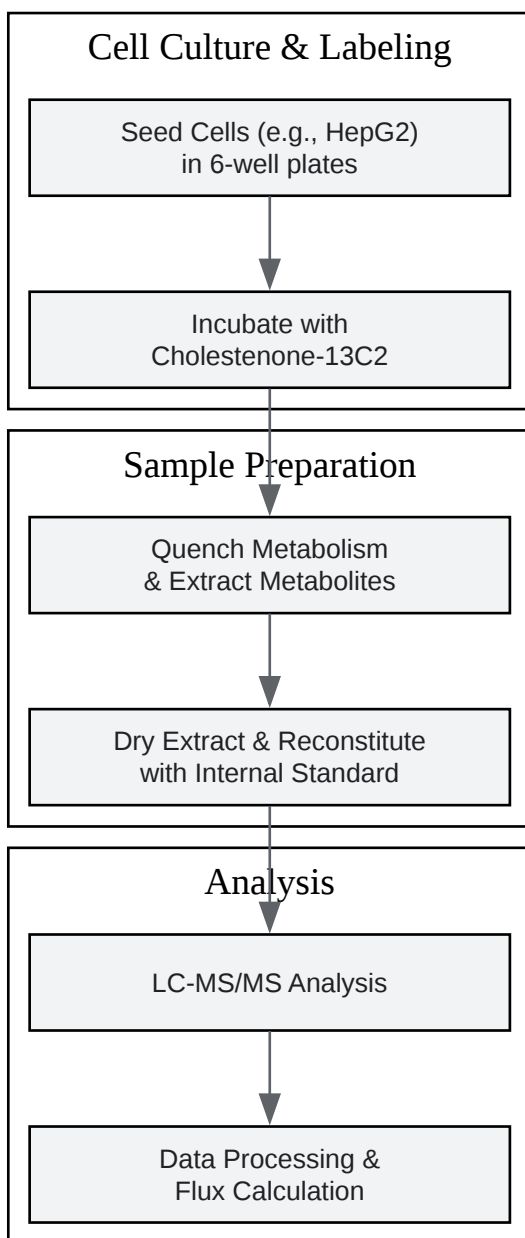 Cell Culture & Labeling
Seed Cells (e.g., HepG2)
in 6-well plates
Incubate with
Cholestenone-13C2
Sample Preparation
Quench Metabolism
& Extract Metabolites
Dry Extract & Reconstitute
with Internal Standard
Analysis
LC-MS/MS Analysis
Data Processing &
Flux Calculation